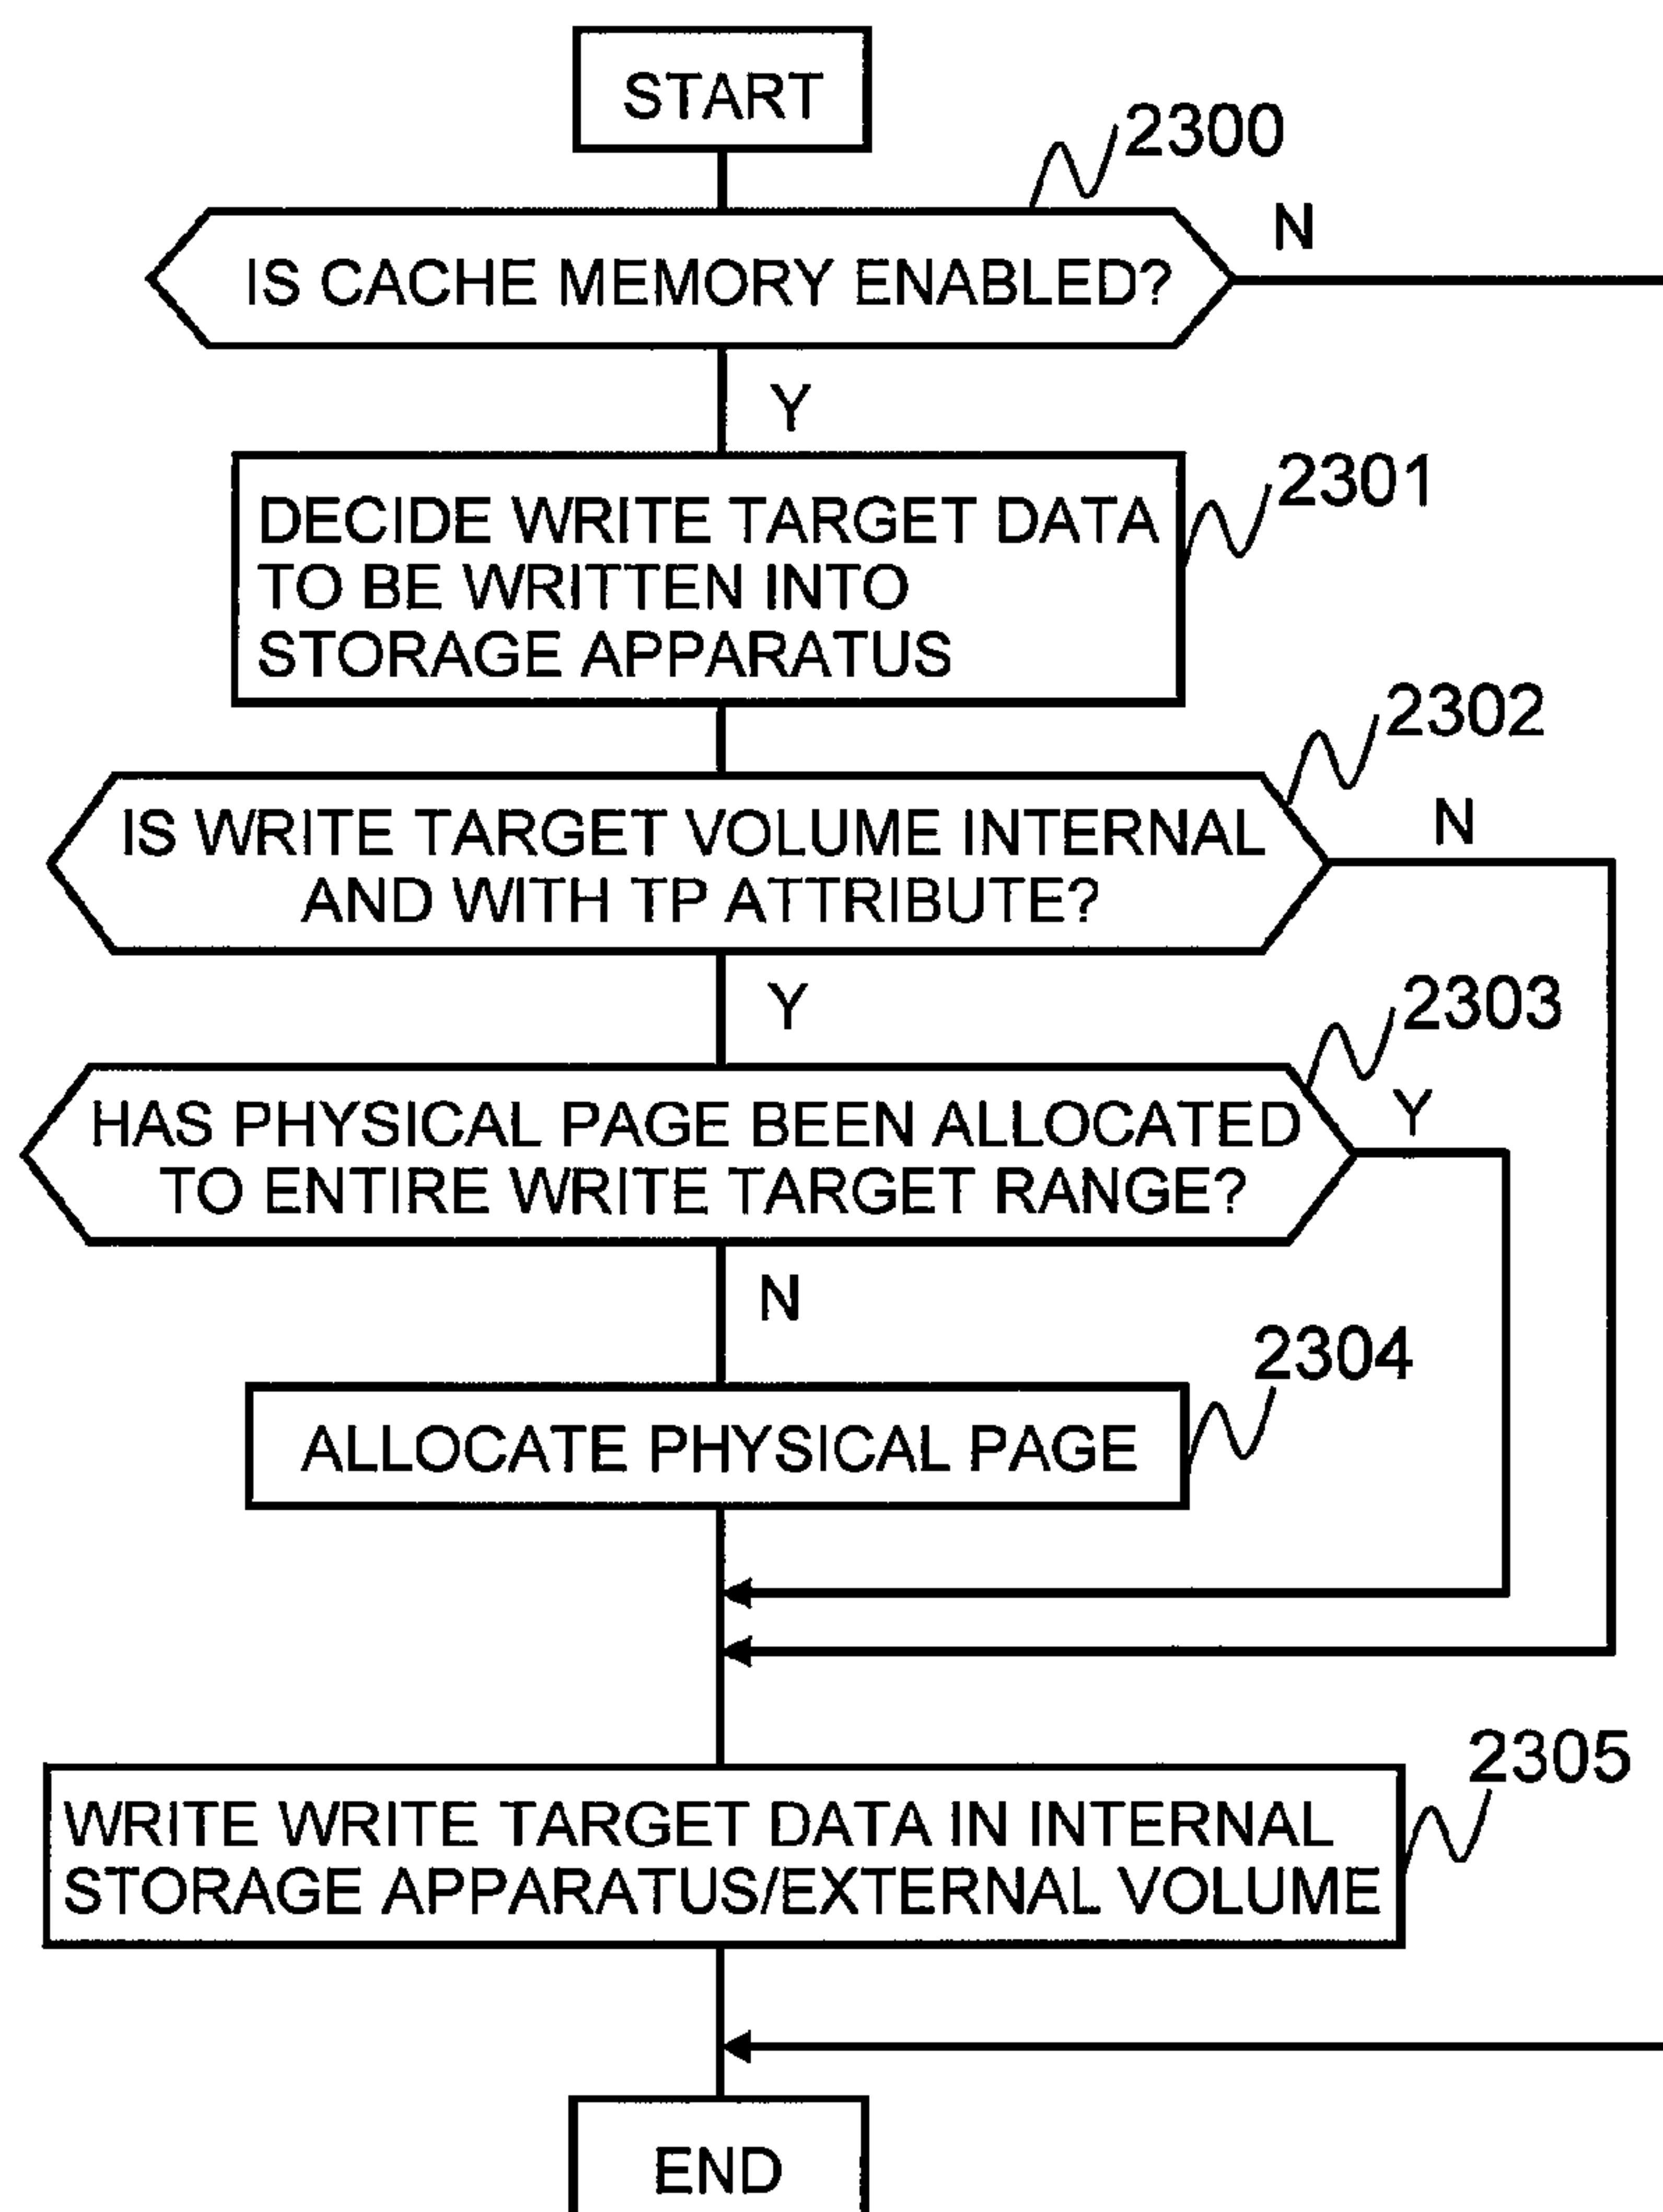 START
2300
IS CACHE MEMORY ENABLED?
N
Y
2301
DECIDE WRITE TARGET DATA
TO BE WRITTEN INTO
STORAGE APPARATUS
2302
IS WRITE TARGET VOLUME INTERNAL
AND WITH TP ATTRIBUTE?
N
Y
2303
HAS PHYSICAL PAGE BEEN ALLOCATED
TO ENTIRE WRITE TARGET RANGE?
Y
N
2304
ALLOCATE PHYSICAL PAGE
2305
WRITE WRITE TARGET DATA IN INTERNAL
STORAGE APPARATUS/EXTERNAL VOLUME
END